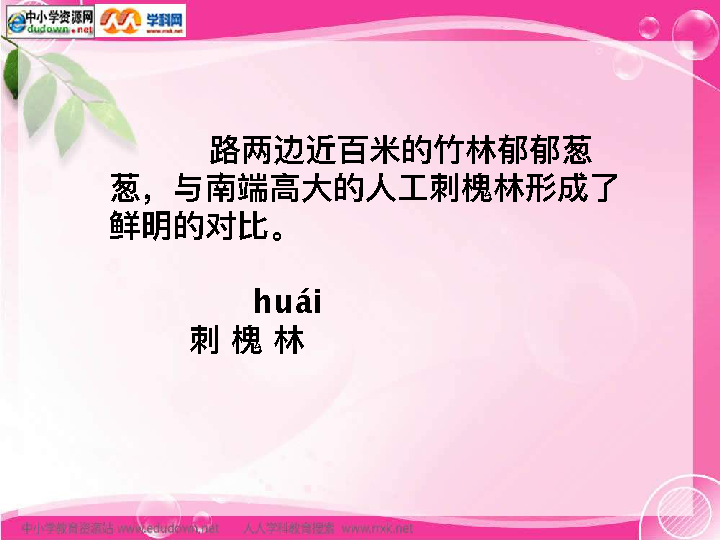 中小学资源网
dudown.net
学科网
www.nxk.net
路两边近百米的竹林郁郁葱
葱，与南端高大的人工刺槐林形成了
鲜明的对比。
huái
刺 槐 林
中小学教育资源站 www.edudown.net 人人学科教育搜索 www.rrxk.net